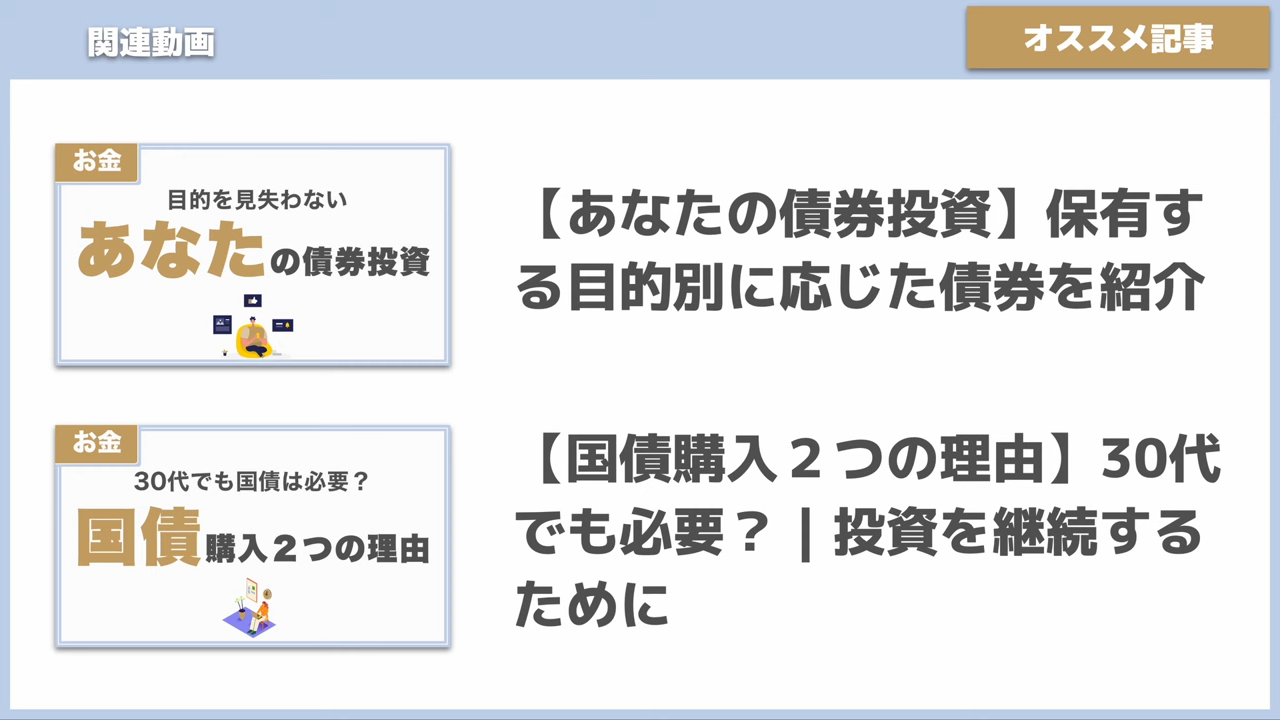 関連動画
オススメ記事
お金
目的を見失わない
あなたの債券投資
【あなたの債券投資】保有す
る目的別に応じた債券を紹介
お金
30代でも国債は必要？
国債購入２つの理由
【国債購入２つの理由】30代
でも必要？｜投資を継続する
ために